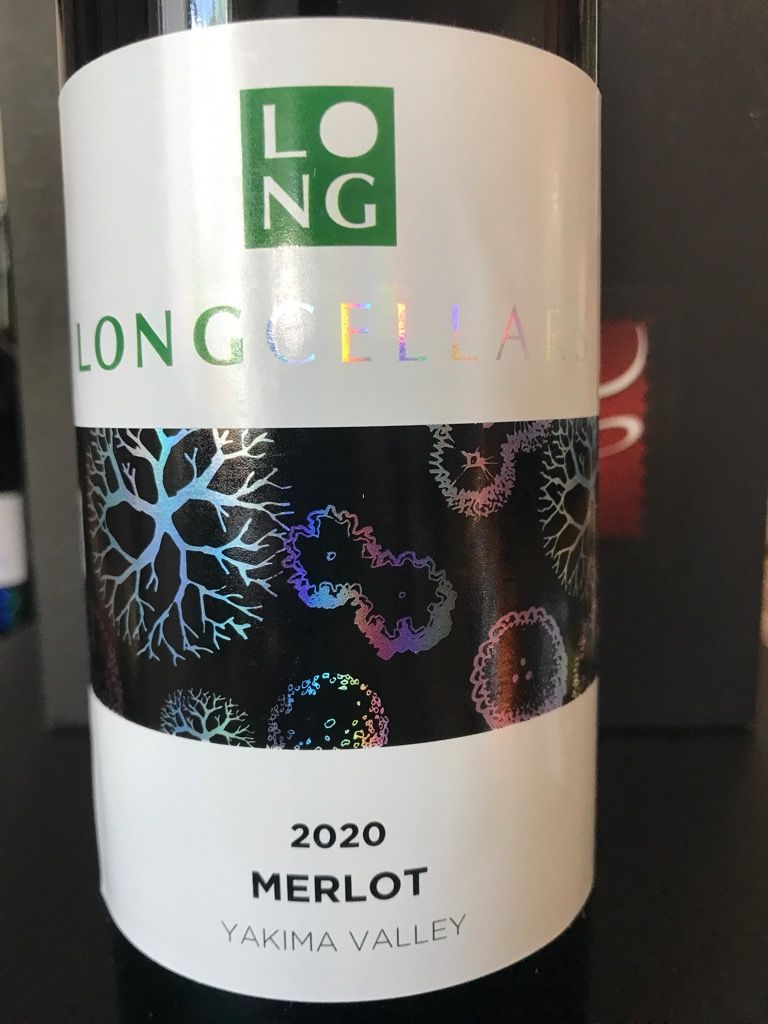 LO
NG
LONGCELLARS
2020
MERLOT
YAKIMA VALLEY